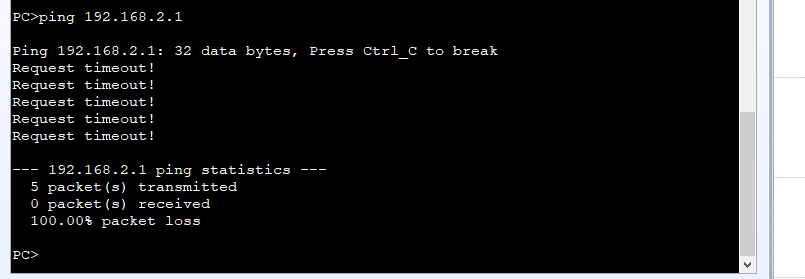 PC>ping 192.168.2.1
Ping 192.168.2.1: 32 data bytes, Press Ctrl_C to break
Request timeout!
Request timeout!
Request timeout!
Request timeout!
Request timeout!
--- 192.168.2.1 ping statistics ---
5 packet(s) transmitted
0 packet(s) received
100.00% packet loss
PC>